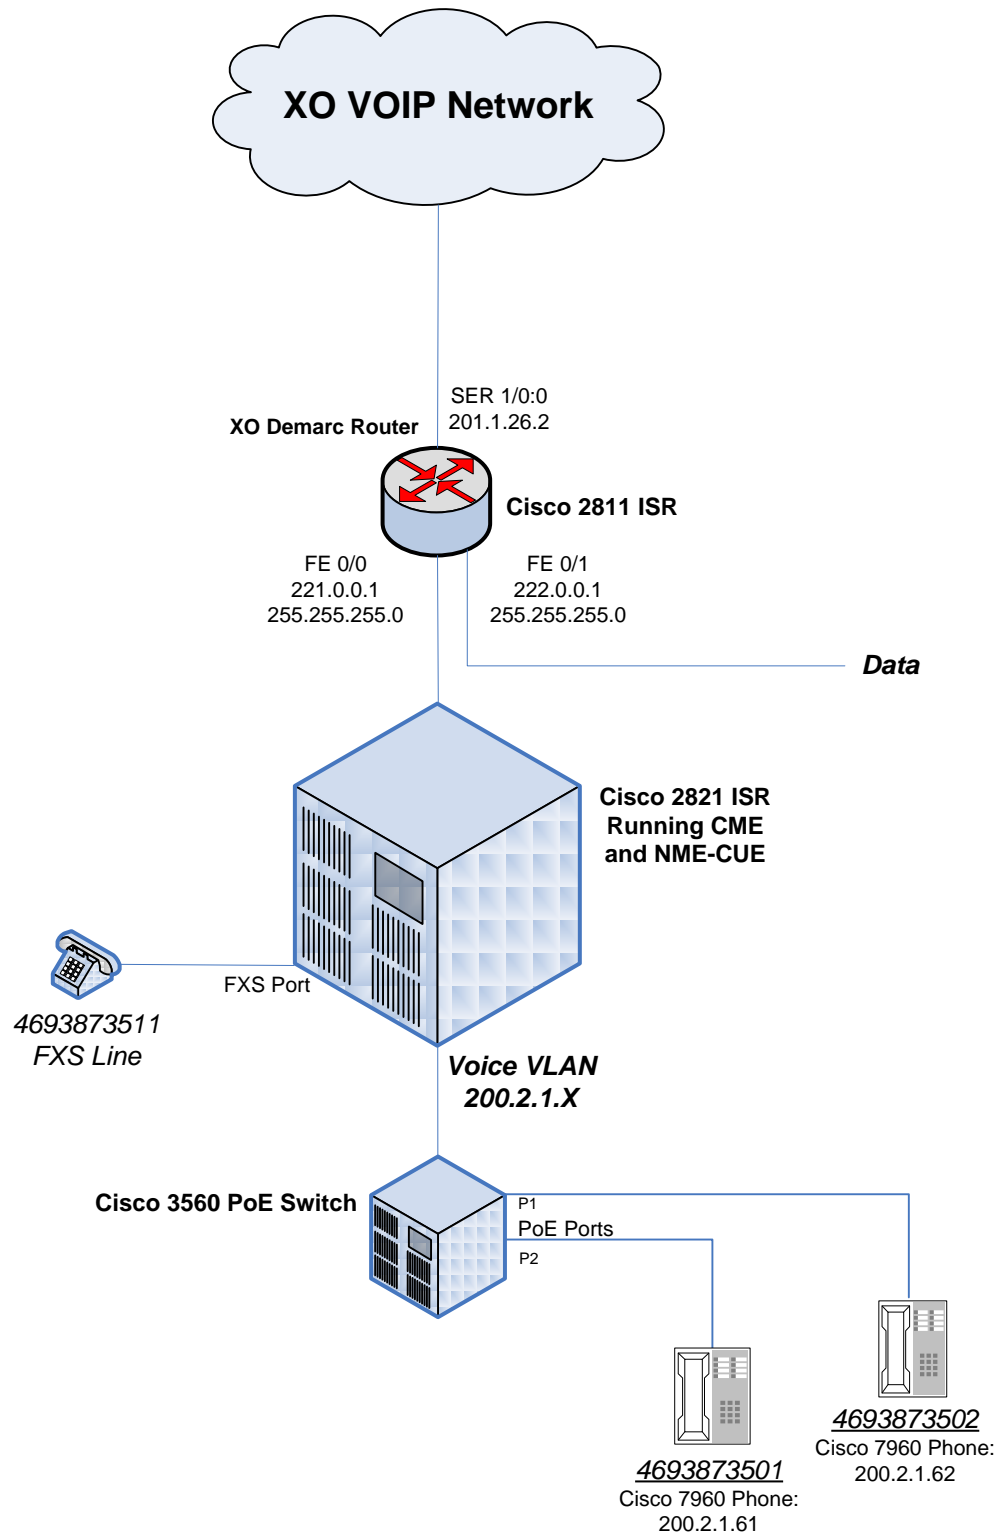 XO VOIP Network
SER 1/0:0
201.1.26.2
XO Demarc Router
Cisco 2811 ISR
FE 0/0
221.0.0.1
255.255.255.0
FE 0/1
222.0.0.1
255.255.255.0
Data
Cisco 2821 ISR
Running CME
and NME-CUE
FXS Port
4693873511
FXS Line
Voice VLAN
200.2.1.X
Cisco 3560 PoE Switch
P1
PoE Ports
P2
4693873502
Cisco 7960 Phone:
200.2.1.62
4693873501
Cisco 7960 Phone:
200.2.1.61